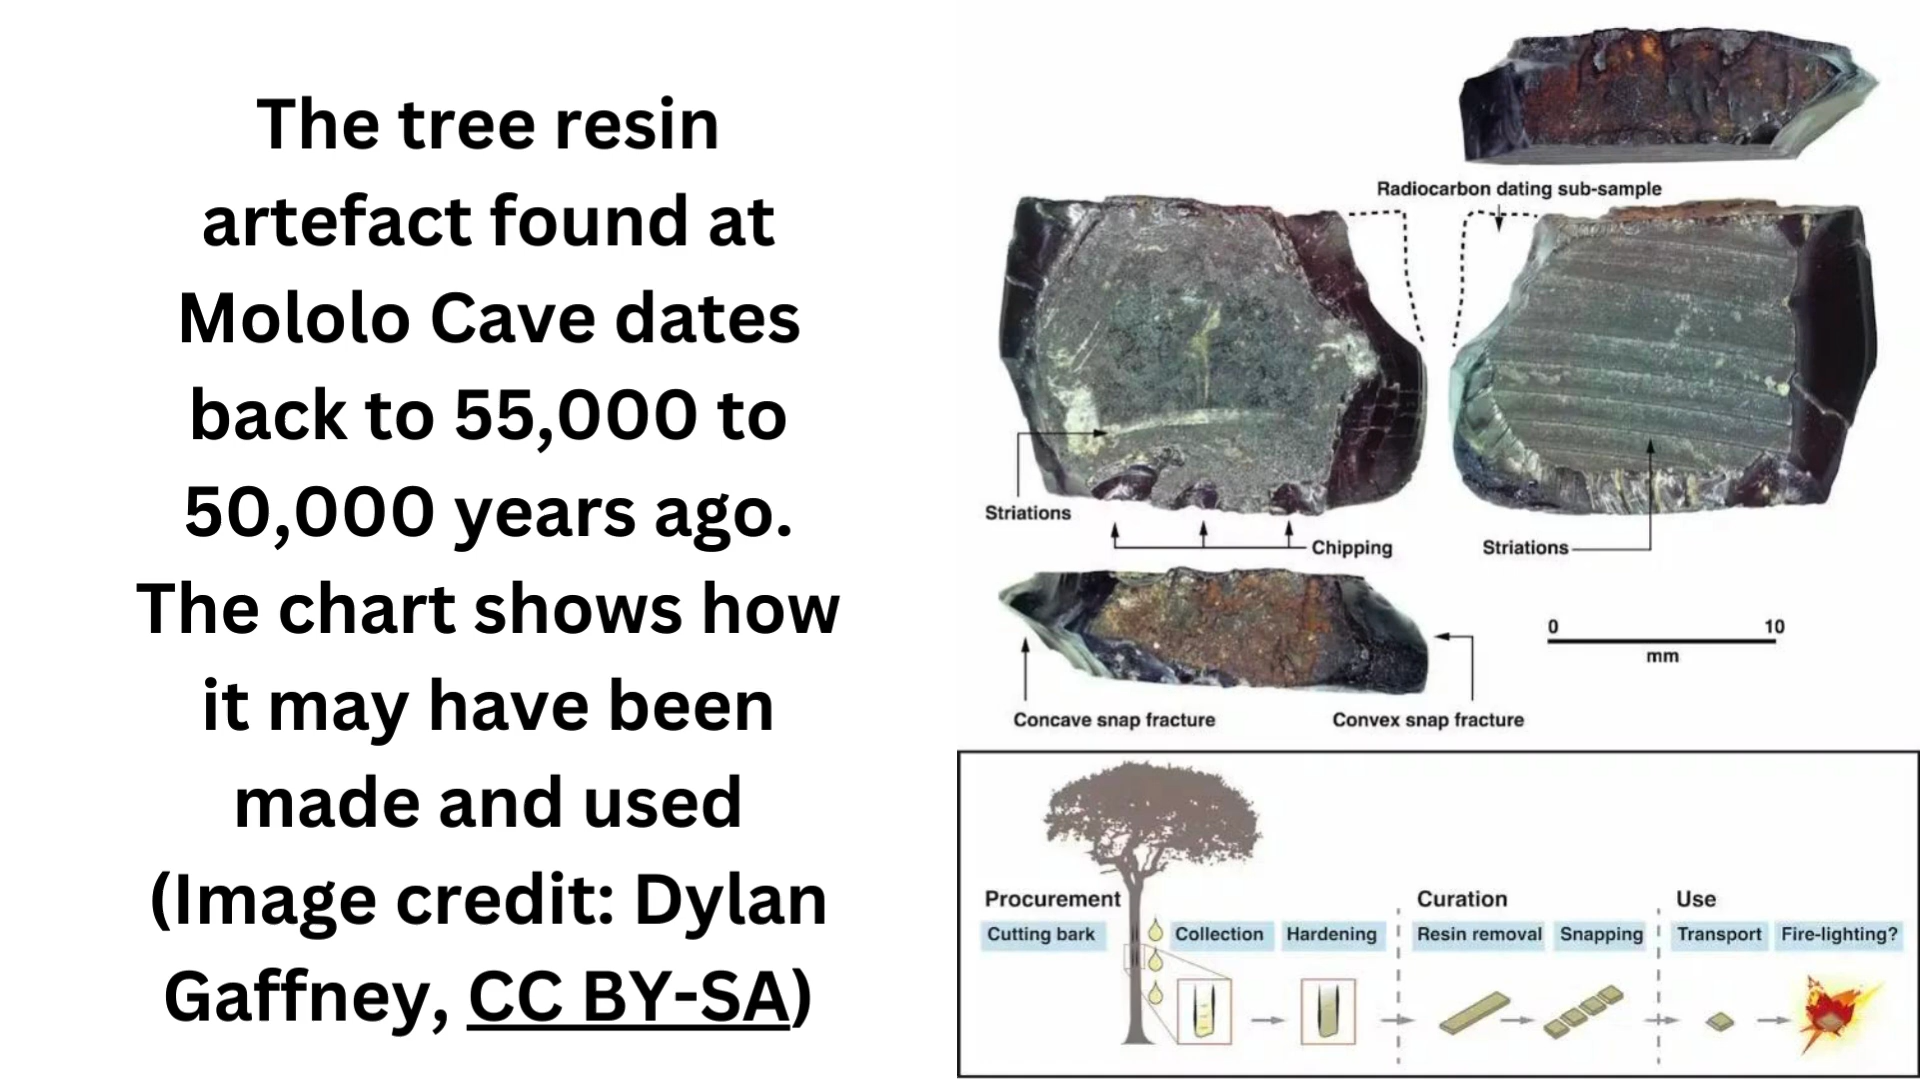 The tree resin
artefact found at
Mololo Cave dates
back to 55,000 to
50,000 years ago.
The chart shows how
it may have been
made and used
(Image credit: Dylan
Gaffney, CC BY-SA)
Radiocarbon dating sub-sample
Striations
Chipping
Striations
0 10
mm
Concave snap fracture
Convex snap fracture
Procurement
Curation
Use
Cutting bark
Collection
Hardening
Resin removal
Snapping
Transport
Fire-lighting?